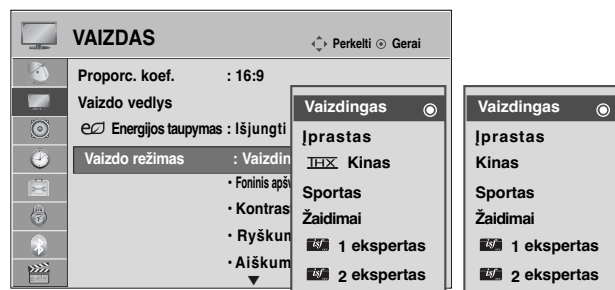 VAIZDAS
Perkelti Gerai
Proporc. koef. : 16:9
Vaizdo vedlys
Energijos taupymas : Išjungti
Vaizdo režimas : Vaizdin
• Foninis apšv
• Kontras
• Ryškun
• Aiškum
Vaizdingas
Įprastas
THX Kinas
Sportas
Žaidimai
isf 1 ekspertas
isf 2 ekspertas
Vaizdingas
Įprastas
Kinas
Sportas
Žaidimai
isf 1 ekspertas
isf 2 ekspertas